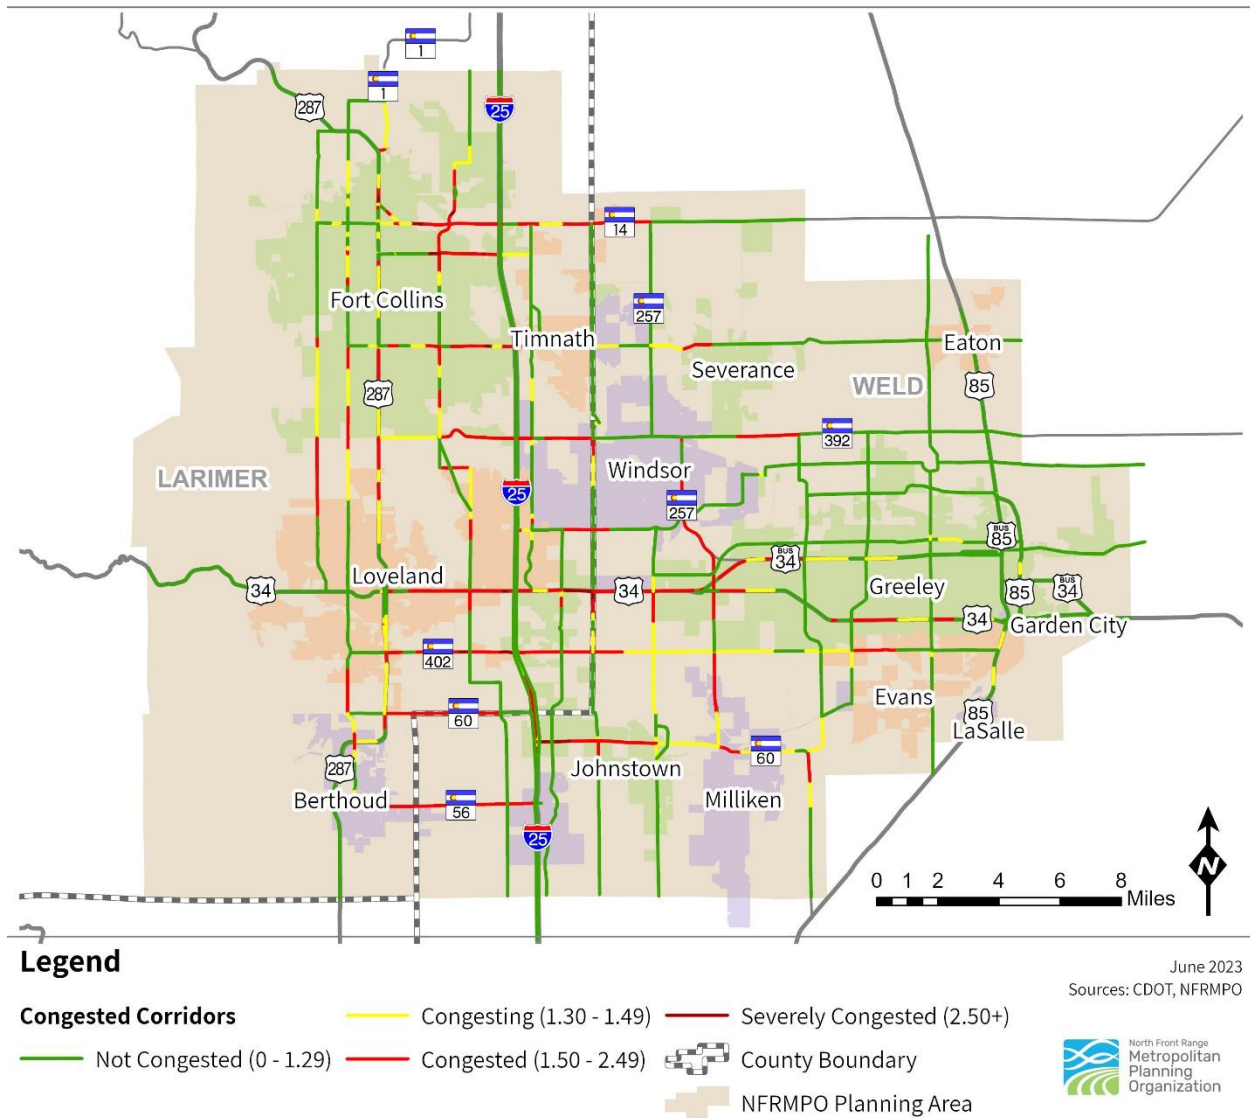 1
1
287
25
14
Fort Collins
257
Timnath
Eaton
Severance
287
WELD
85
392
LARIMER
Windsor
25
257
BUS
85
BUS
34
Loveland
34
34
Greeley
85
BUS
34
34
Garden City
402
Evans
60
85
LaSalle
60
287
Johnstown
Berthoud
56
Milliken
25
N
0 1 2 4 6 8
Miles
Legend
June 2023
Sources: CDOT, NFRMPO
Congested Corridors
Congesting (1.30 - 1.49)
Severely Congested (2.50+)
Not Congested (0 - 1.29)
Congested (1.50 - 2.49)
County Boundary
NFRMPO Planning Area
North Front Range
Metropolitan
Planning
Organization